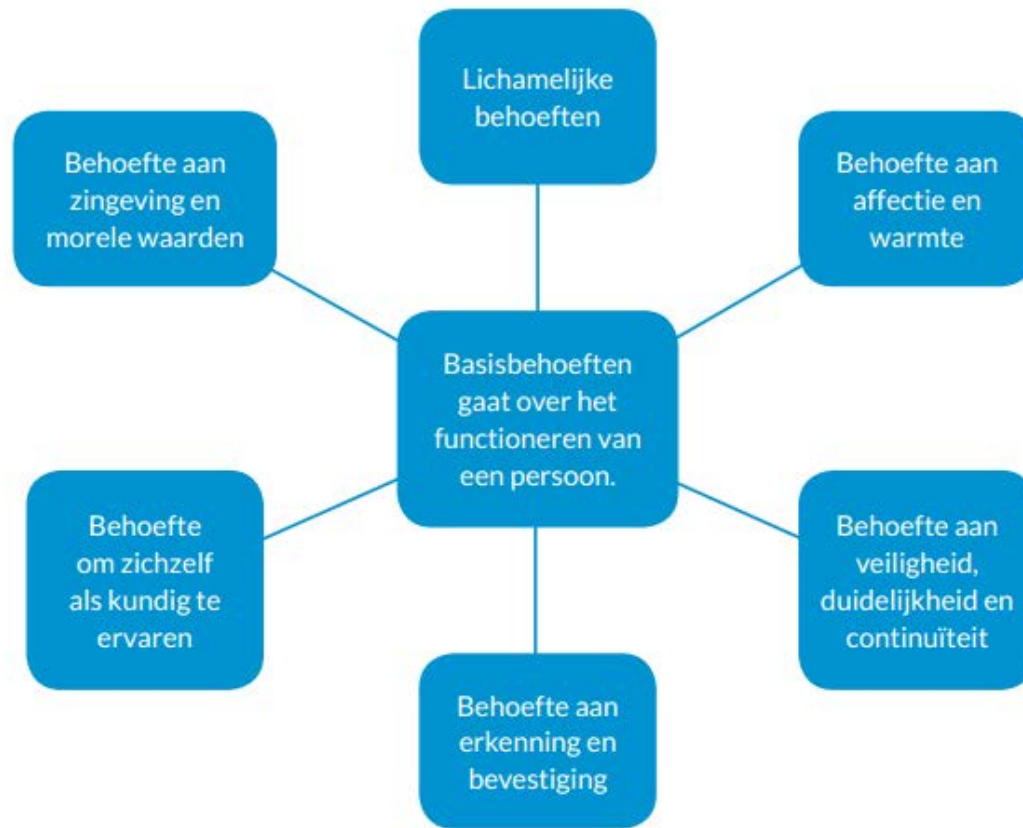 Lichamelijke
behoeften
Behoefte aan
zingeving en
morele waarden
Behoefte aan
affectie en
warmte
Basisbehoeften
gaat over het
functioneren van
een persoon.
Behoefte
om zichzelf
als kundig te
ervaren
Behoefte aan
veiligheid,
duidelijkheid en
continuïteit
Behoefte aan
erkenning en
bevestiging